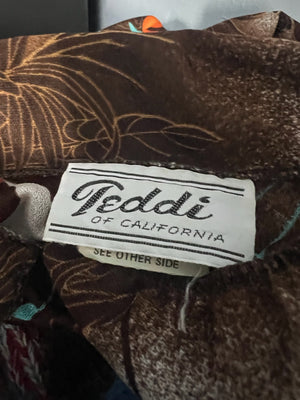 Teddi
OF CALIFORNIA
SEE OTHER SIDE